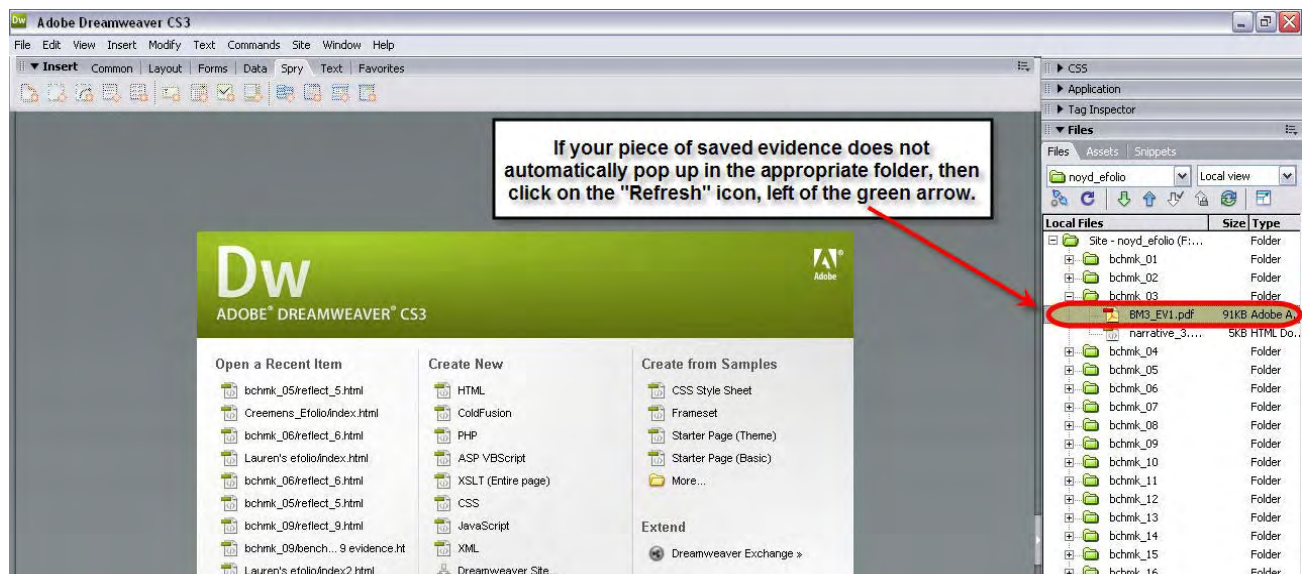 Dw Adobe Dreamweaver CS3
File Edit View Insert Modify Text Commands Site Window Help
Insert Common Layout Forms Data Spry Text Favorites
If your piece of saved evidence does not
automatically pop up in the appropriate folder, then
click on the "Refresh" icon, left of the green arrow.
Dw
ADOBE® DREAMWEAVER® CS3
Adobe
Open a Recent Item
bchmk_05/reflect_5.html
Creemens_Efolio/index.html
bchmk_06/reflect_6.html
Lauren's efolio/index.html
bchmk_06/reflect_6.html
bchmk_05/reflect_5.html
bchmk_09/reflect_9.html
bchmk_09/bench... 9 evidence.ht
Lauren's efolio/index2.html
Create New
HTML
ColdFusion
PHP
ASP VBScript
XSLT (Entire page)
CSS
JavaScript
XML
Dreamweaver Site...
Create from Samples
CSS Style Sheet
Frameset
Starter Page (Theme)
Starter Page (Basic)
More...
Extend
Dreamweaver Exchange »
CSS
Application
Tag Inspector
Files
Files Assets Snippets
noyd_efolio Local view
Local Files Size Type
Site - noyd_efolio (F:... Folder
bchmk_01 Folder
bchmk_02 Folder
bchmk_03 Folder
BM3_EV1.pdf 91KB Adobe A.
narrative_3.... 5KB HTML Do..
bchmk_04 Folder
bchmk_05 Folder
bchmk_06 Folder
bchmk_07 Folder
bchmk_08 Folder
bchmk_09 Folder
bchmk_10 Folder
bchmk_11 Folder
bchmk_12 Folder
bchmk_13 Folder
bchmk_14 Folder
bchmk_15 Folder
bchmk_16 Folder